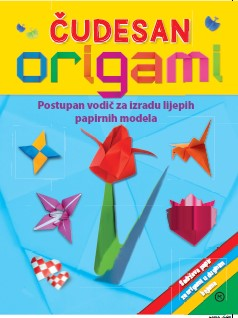 ČUDESAN
origami
Postupan vodič za izradu lijepih
papirnih modela